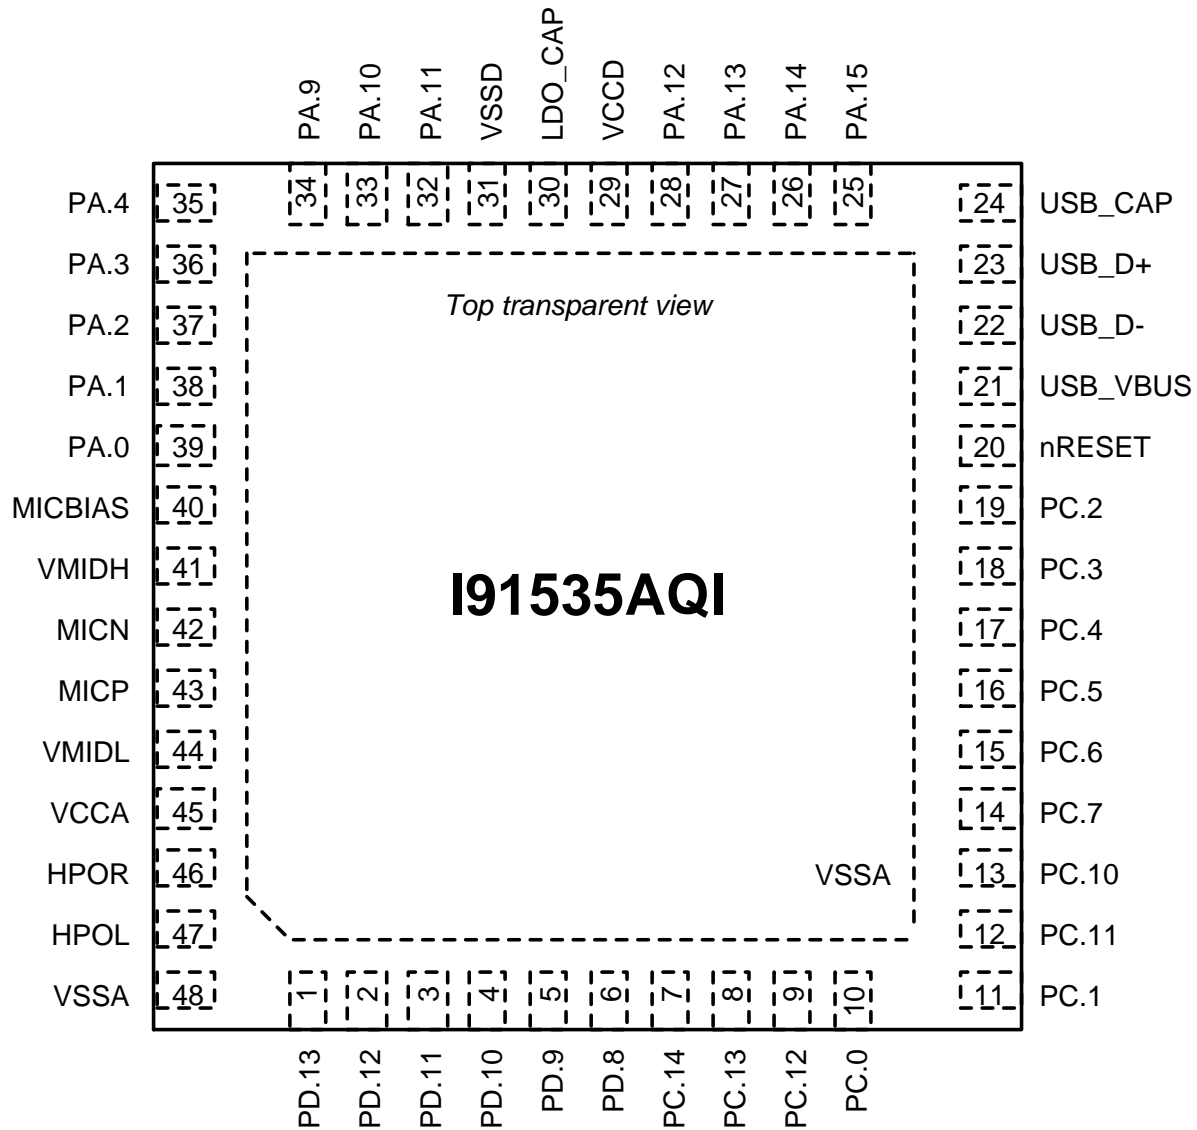 PA.9
PA.10
PA.11
VSSD
LDO_CAP
VCCD
PA.12
PA.13
PA.14
PA.15
34
33
32
31
30
29
28
27
26
25
PA.4 35
PA.3 36
PA.2 37
PA.1 38
PA.0 39
MICBIAS 40
VMIDH 41
MICN 42
MICP 43
VMIDL 44
VCCA 45
HPOR 46
HPOL 47
VSSA 48
Top transparent view
I91535AQI
VSSA
24 USB_CAP
23 USB_D+
22 USB_D-
21 USB_VBUS
20 nRESET
19 PC.2
18 PC.3
17 PC.4
16 PC.5
15 PC.6
14 PC.7
13 PC.10
12 PC.11
11 PC.1
1
2
3
4
5
6
7
8
9
10
PD.13
PD.12
PD.11
PD.10
PD.9
PD.8
PC.14
PC.13
PC.12
PC.0